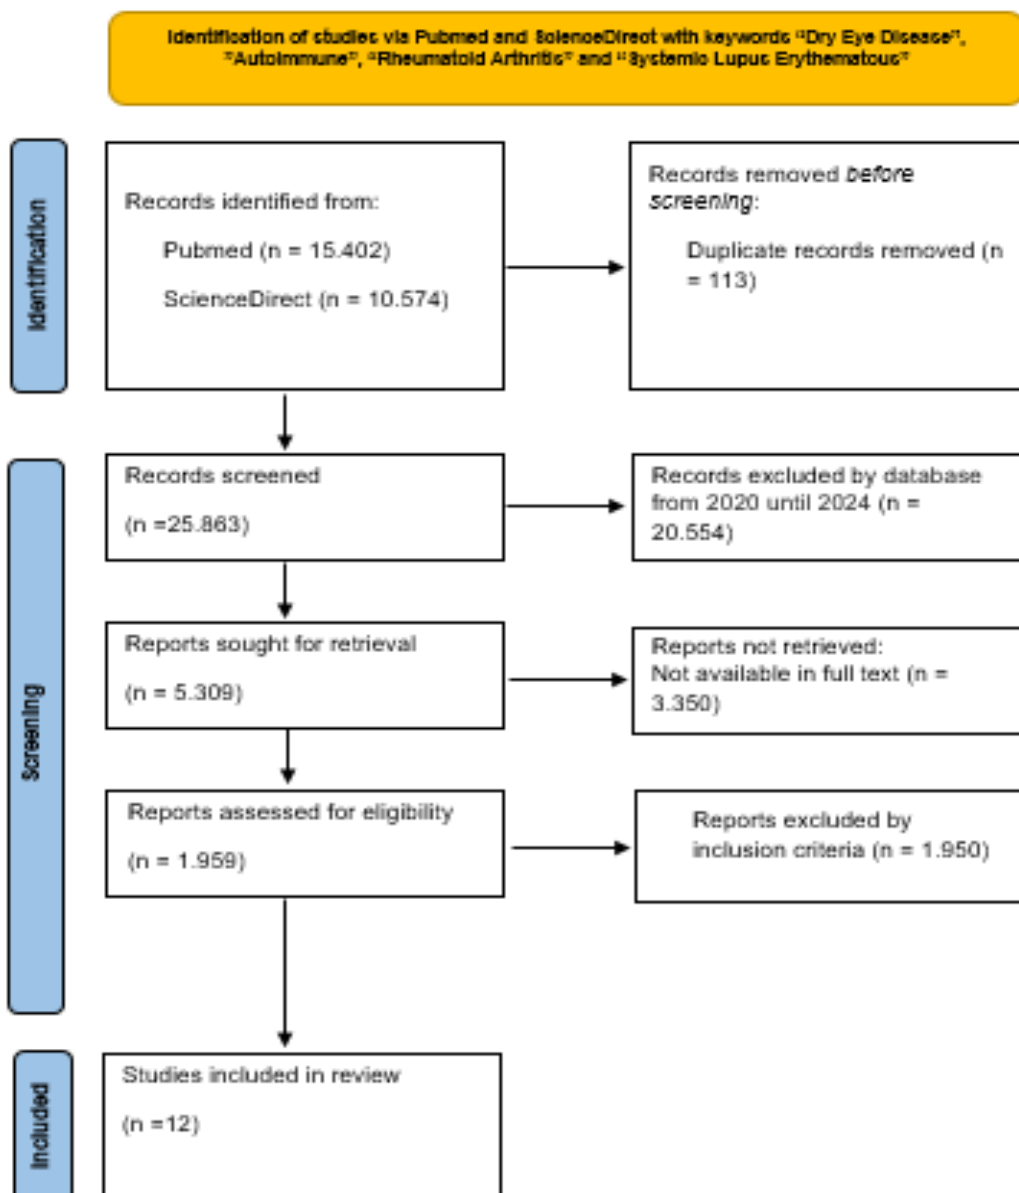 Identification of studies via Pubmed and ScienceDirect with keywords “Dry Eye Disease”,
”Autoimmune”, “Rheumatoid Arthritis” and “Systemic Lupus Erythematous”
Identification
Records identified from:
Pubmed (n = 15.402)
ScienceDirect (n = 10.574)
Records removed before
screening:
Duplicate records removed (n
= 113)
Screening
Records screened
(n =25.863)
Records excluded by database
from 2020 until 2024 (n =
20.554)
Reports sought for retrieval
(n = 5.309)
Reports not retrieved:
Not available in full text (n =
3.350)
Reports assessed for eligibility
(n = 1.959)
Reports excluded by
inclusion criteria (n = 1.950)
Included
Studies included in review
(n =12)